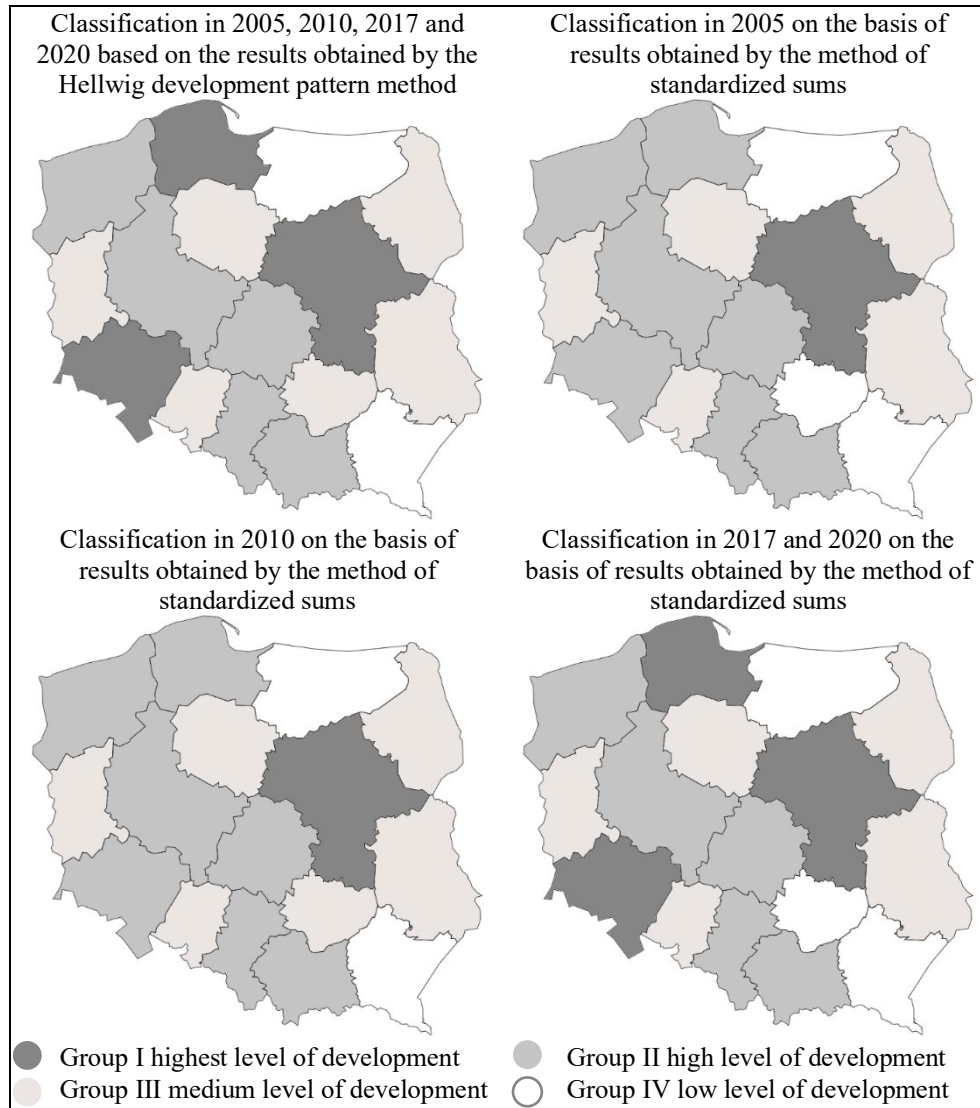 Classification in 2005, 2010, 2017 and
2020 based on the results obtained by the
Hellwig development pattern method
Classification in 2005 on the basis of
results obtained by the method of
standardized sums
Classification in 2010 on the basis of
results obtained by the method of
standardized sums
Classification in 2017 and 2020 on the
basis of results obtained by the method of
standardized sums
Group I highest level of development
Group II high level of development
Group III medium level of development
Group IV low level of development